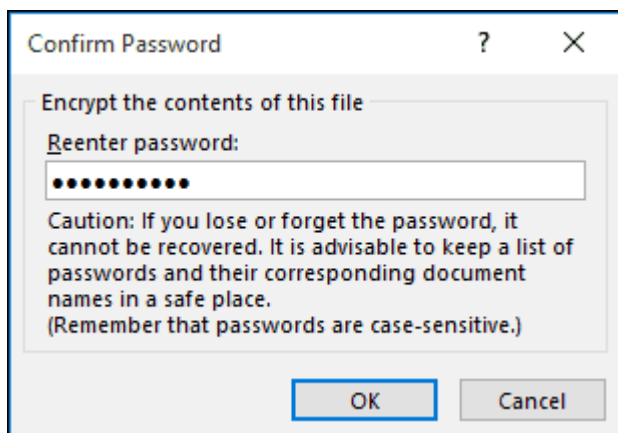 Confirm Password ?
Encrypt the contents of this file
Reenter password:
••••••••••
Caution: If you lose or forget the password, it
cannot be recovered. It is advisable to keep a list of
passwords and their corresponding document
names in a safe place.
(Remember that passwords are case-sensitive.)
OK Cancel